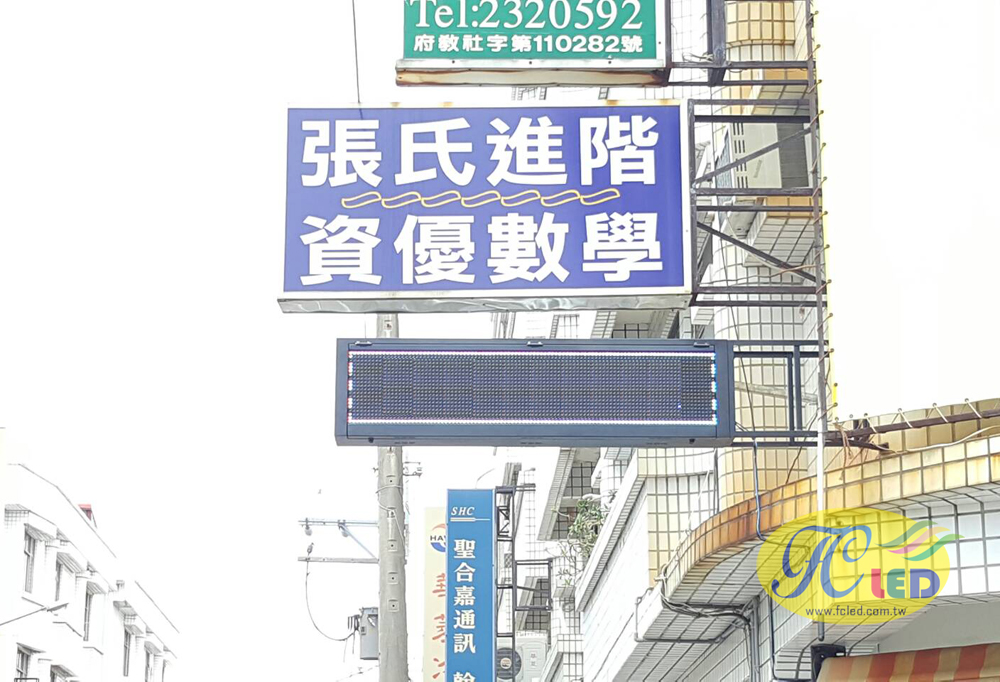 Tel:2320592
府教社字第110282號
張氏進階
資優數學
SHC
聖合嘉通訊
FC LED
www.fcled.com.tw